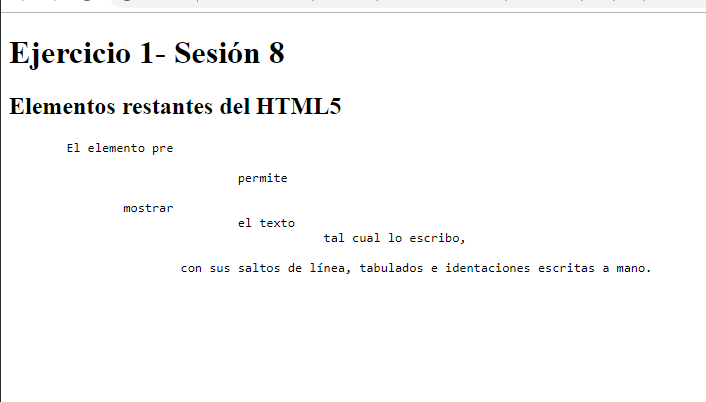 Ejercicio 1- Sesión 8
Elementos restantes del HTML5
El elemento pre
permite
mostrar
el texto
tal cual lo escribo,
con sus saltos de línea, tabulados e identaciones escritas a mano.